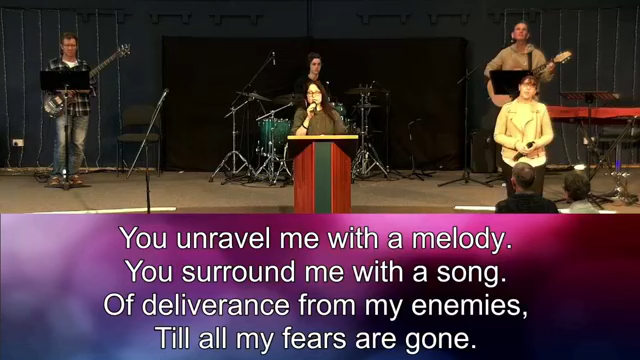 You unravel me with a melody.
You surround me with a song.
Of deliverance from my enemies,
Till all my fears are gone.